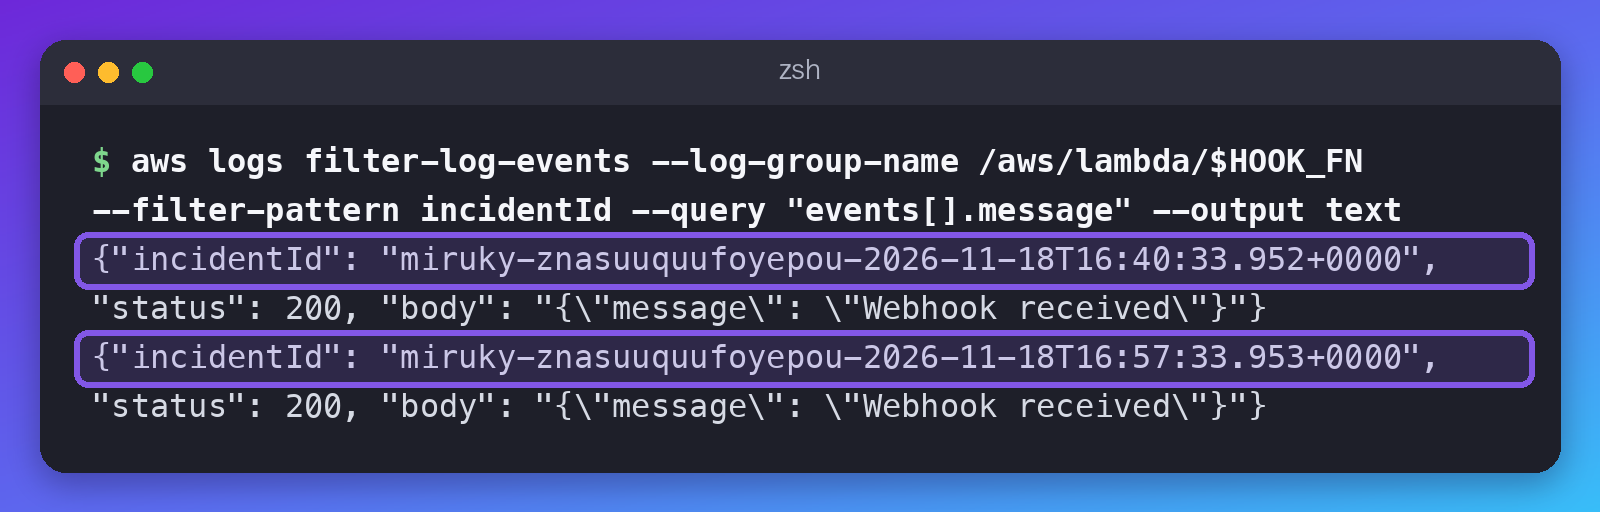 zsh
$ aws logs filter-log-events --log-group-name /aws/lambda/$HOOK_FN
--filter-pattern incidentId --query "events[].message" --output text
{"incidentId": "miruky-znasuuquufoyepou-2026-11-18T16:40:33.952+0000",
"status": 200, "body": "{\"message\": \"Webhook received\"}"}
{"incidentId": "miruky-znasuuquufoyepou-2026-11-18T16:57:33.953+0000",
"status": 200, "body": "{\"message\": \"Webhook received\"}"}